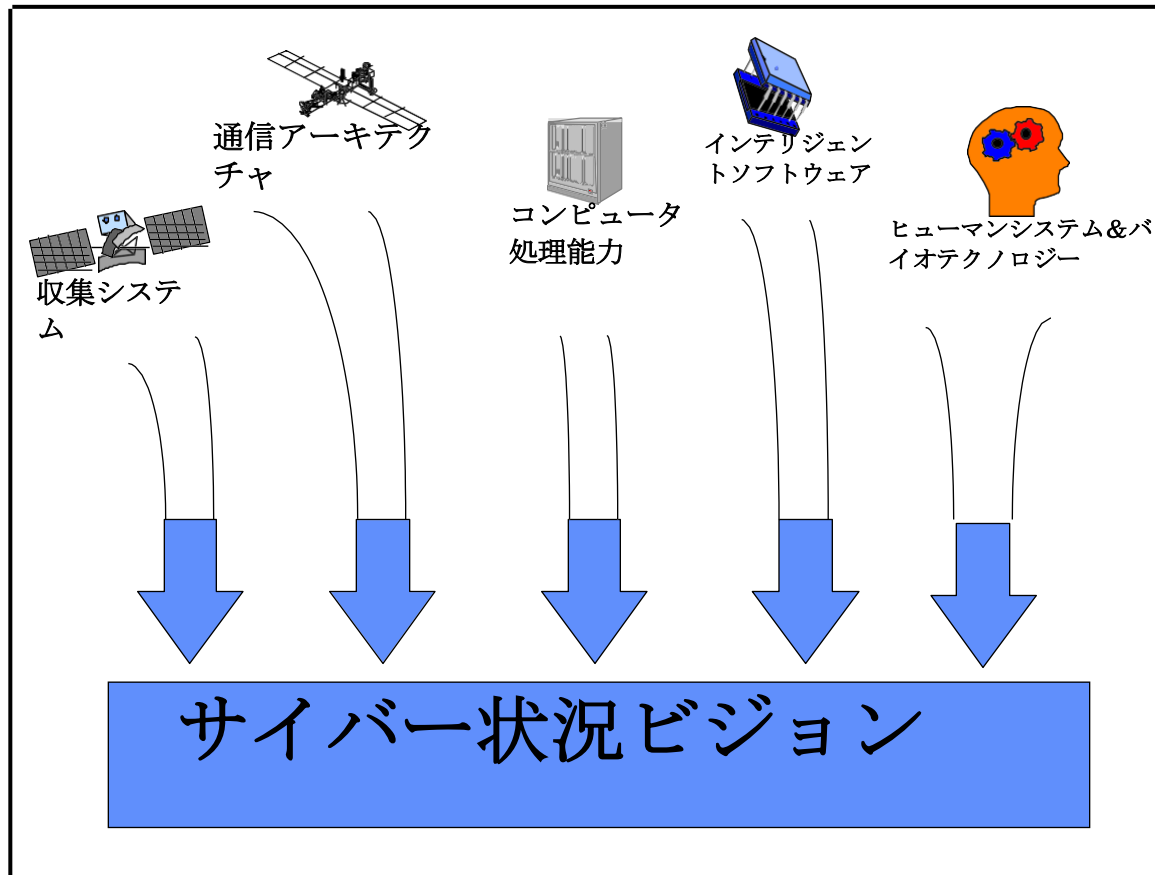 通信アーキテク
チャ
インテリジェン
トソフトウェア
コンピュータ
処理能力
ヒューマンシステム＆バ
イオテクノロジー
収集システ
ム
サイバー状況ビジョン